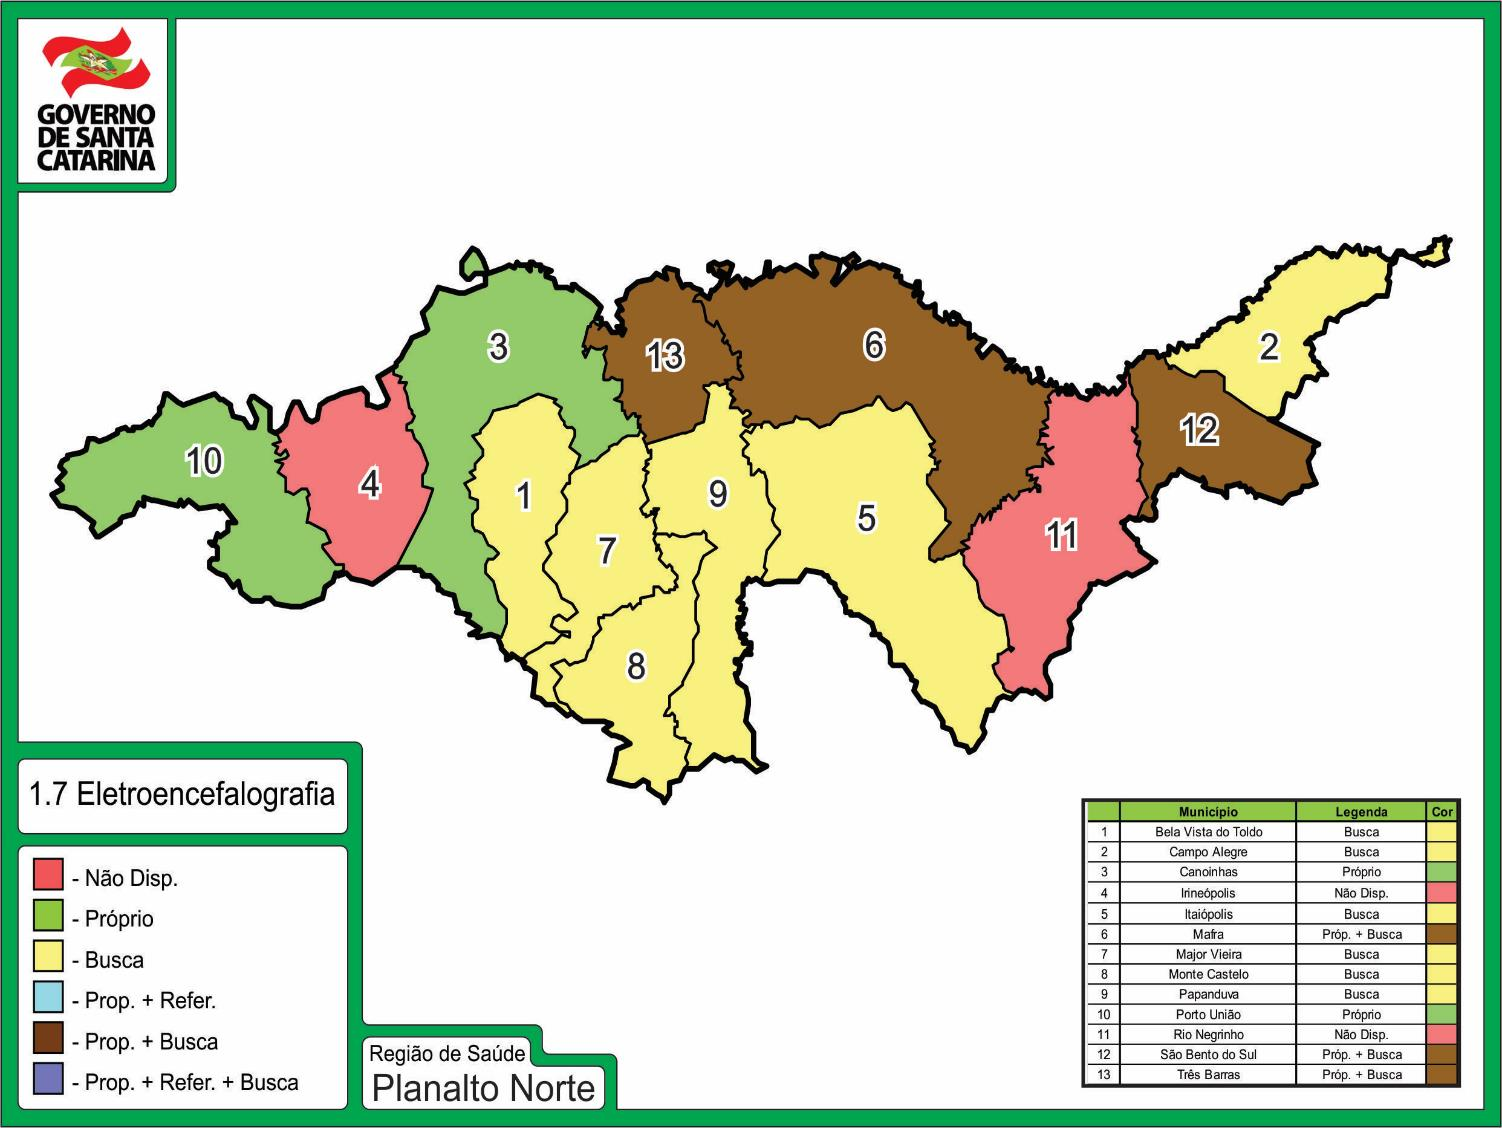 GOVERNO
DE SANTA
CATARINA
3
13
6
2
12
10
4
1
9
5
11
7
8
1.7 Eletroencefalografia
- Não Disp.
- Próprio
- Busca
- Prop. + Refer.
- Prop. + Busca
- Prop. + Refer. + Busca
Região de Saúde
Planalto Norte
Município Legenda Cor
1 Bela Vista do Toldo Busca
2 Campo Alegre Busca
3 Canoinhas Próprio
4 Irineópolis Não Disp.
5 Itaiópolis Busca
6 Mafra Próp. + Busca
7 Major Vieira Busca
8 Monte Castelo Busca
9 Papanduva Busca
10 Porto União Próprio
11 Rio Negrinho Não Disp.
12 São Bento do Sul Próp. + Busca
13 Três Barras Próp. + Busca